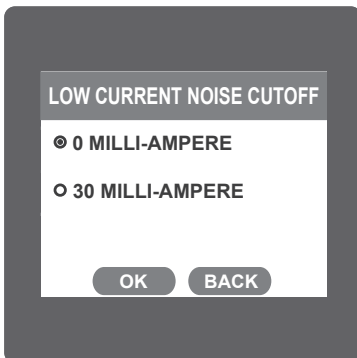 LOW CURRENT NOISE CUTOFF
0 MILLI-AMPERE
30 MILLI-AMPERE
OK BACK